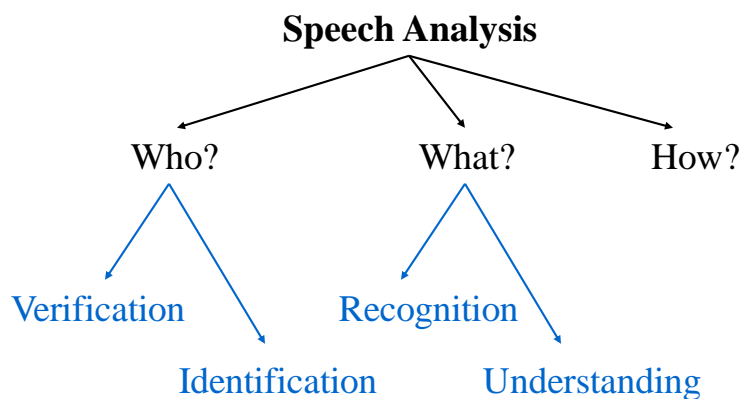 Speech Analysis
Who? What? How?
Verification Recognition
Identification Understanding